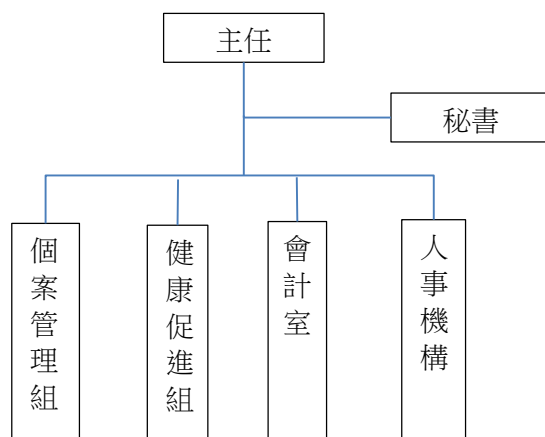 主任
秘書
個案管理組
健康促進組
會計室
人事機構